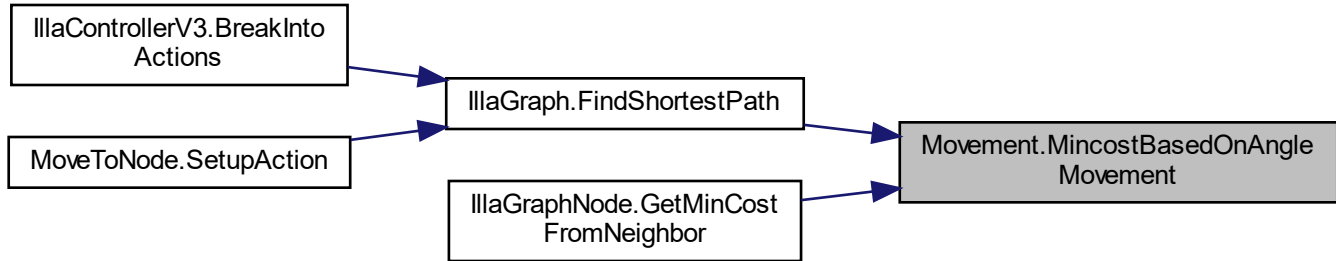 IllaControllerV3.BreakInto
Actions
MoveToNode.SetupAction
IllaGraph.FindShortestPath
IllaGraphNode.GetMinCost
FromNeighbor
Movement.MincostBasedOnAngle
Movement